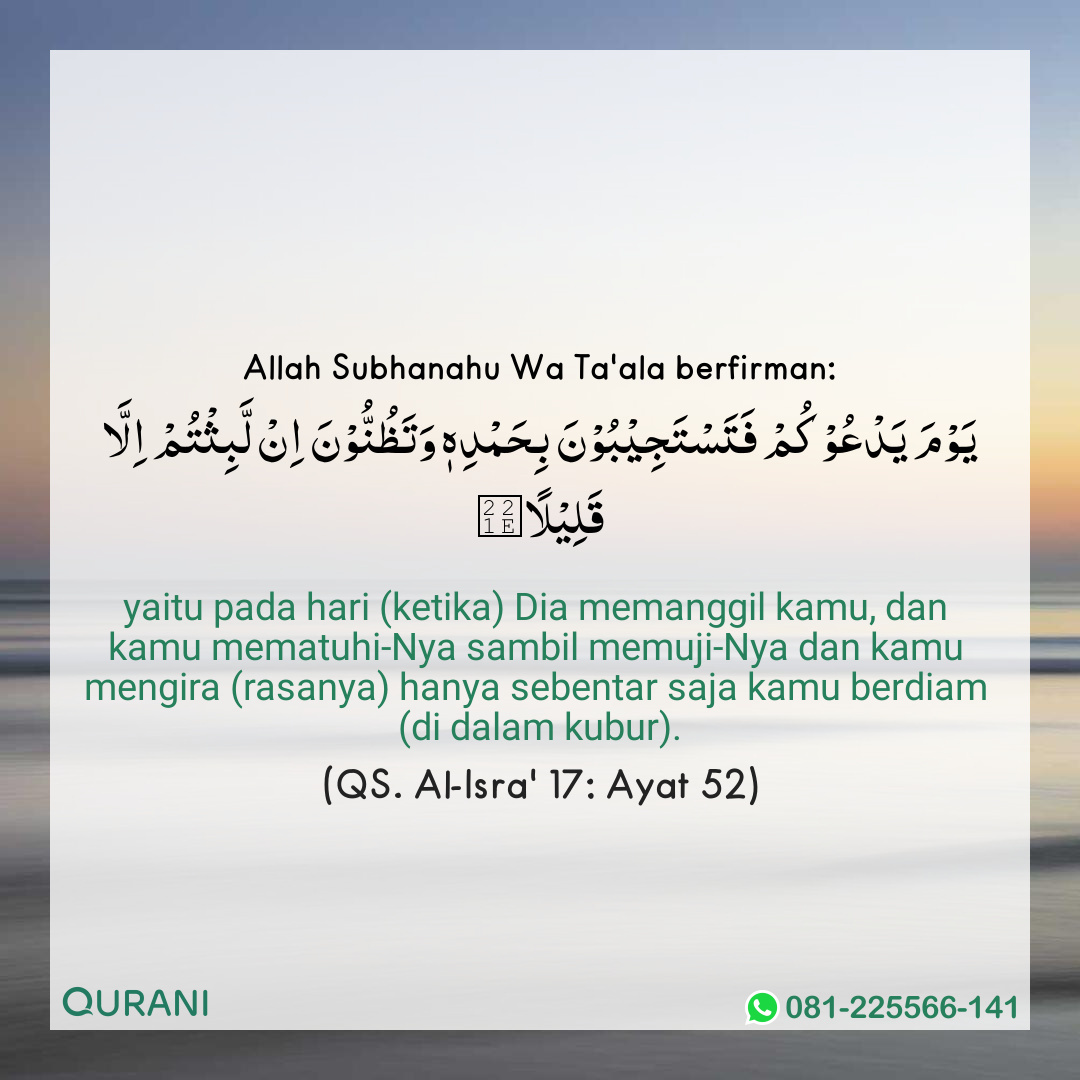 Allah Subhanahu Wa Ta'ala berfirman:
يَوْمَ يَدْعُوْ كُمْ فَتَسْتَجِيْبُوْنَ بِحَمْدِهٖ وَتَظُنُّوْنَ اِنْ لَّبِثْتُمْ اِلَّا
قَلِيْلًا
yaitu pada hari (ketika) Dia memanggil kamu, dan
kamu mematuhi-Nya sambil memuji-Nya dan kamu
mengira (rasanya) hanya sebentar saja kamu berdiam
(di dalam kubur).
(QS. Al-Isra' 17: Ayat 52)
QURANI
081-225566-141